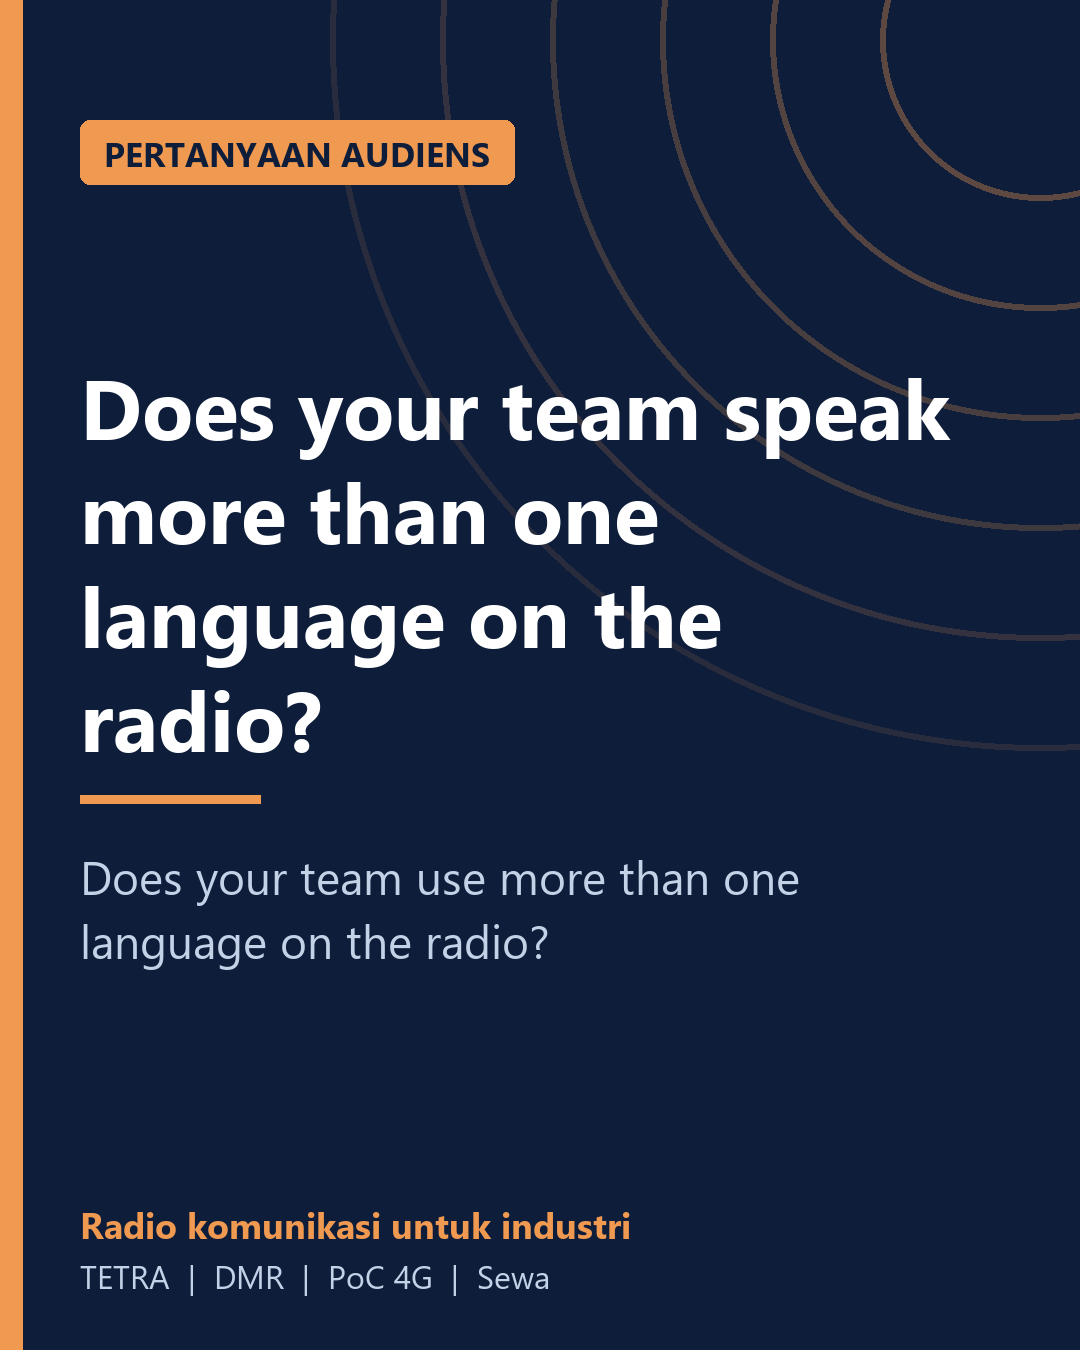 PERTANYAAN AUDIENS
Does your team speak
more than one
language on the
radio?
Does your team use more than one
language on the radio?
Radio komunikasi untuk industri
TETRA | DMR | PoC 4G | Sewa